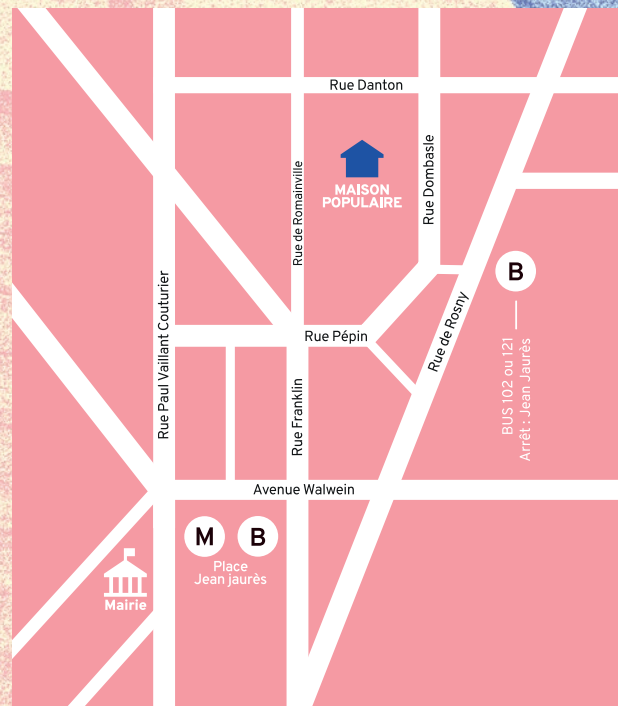 Rue Danton
MAISON
POPULAIRE
Rue Dombasle
Rue de Romainville
B
BUS 102 ou 121
Arrêt : Jean Jaurès
Rue Paul Vaillant Couturier
Rue Pépin
Rue de Rosny
Rue Franklin
Avenue Walwein
M B
Place
Jean jaurès
Mairie